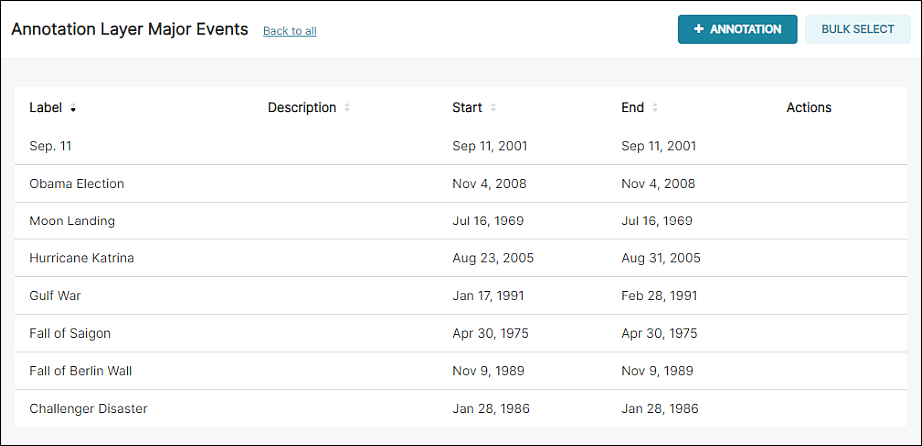 Annotation Layer Major Events Back to all + ANNOTATION BULK SELECT
Label Description Start End Actions
Sep. 11 Sep 11, 2001 Sep 11, 2001
Obama Election Nov 4, 2008 Nov 4, 2008
Moon Landing Jul 16, 1969 Jul 16, 1969
Hurricane Katrina Aug 23, 2005 Aug 31, 2005
Gulf War Jan 17, 1991 Feb 28, 1991
Fall of Saigon Apr 30, 1975 Apr 30, 1975
Fall of Berlin Wall Nov 9, 1989 Nov 9, 1989
Challenger Disaster Jan 28, 1986 Jan 28, 1986